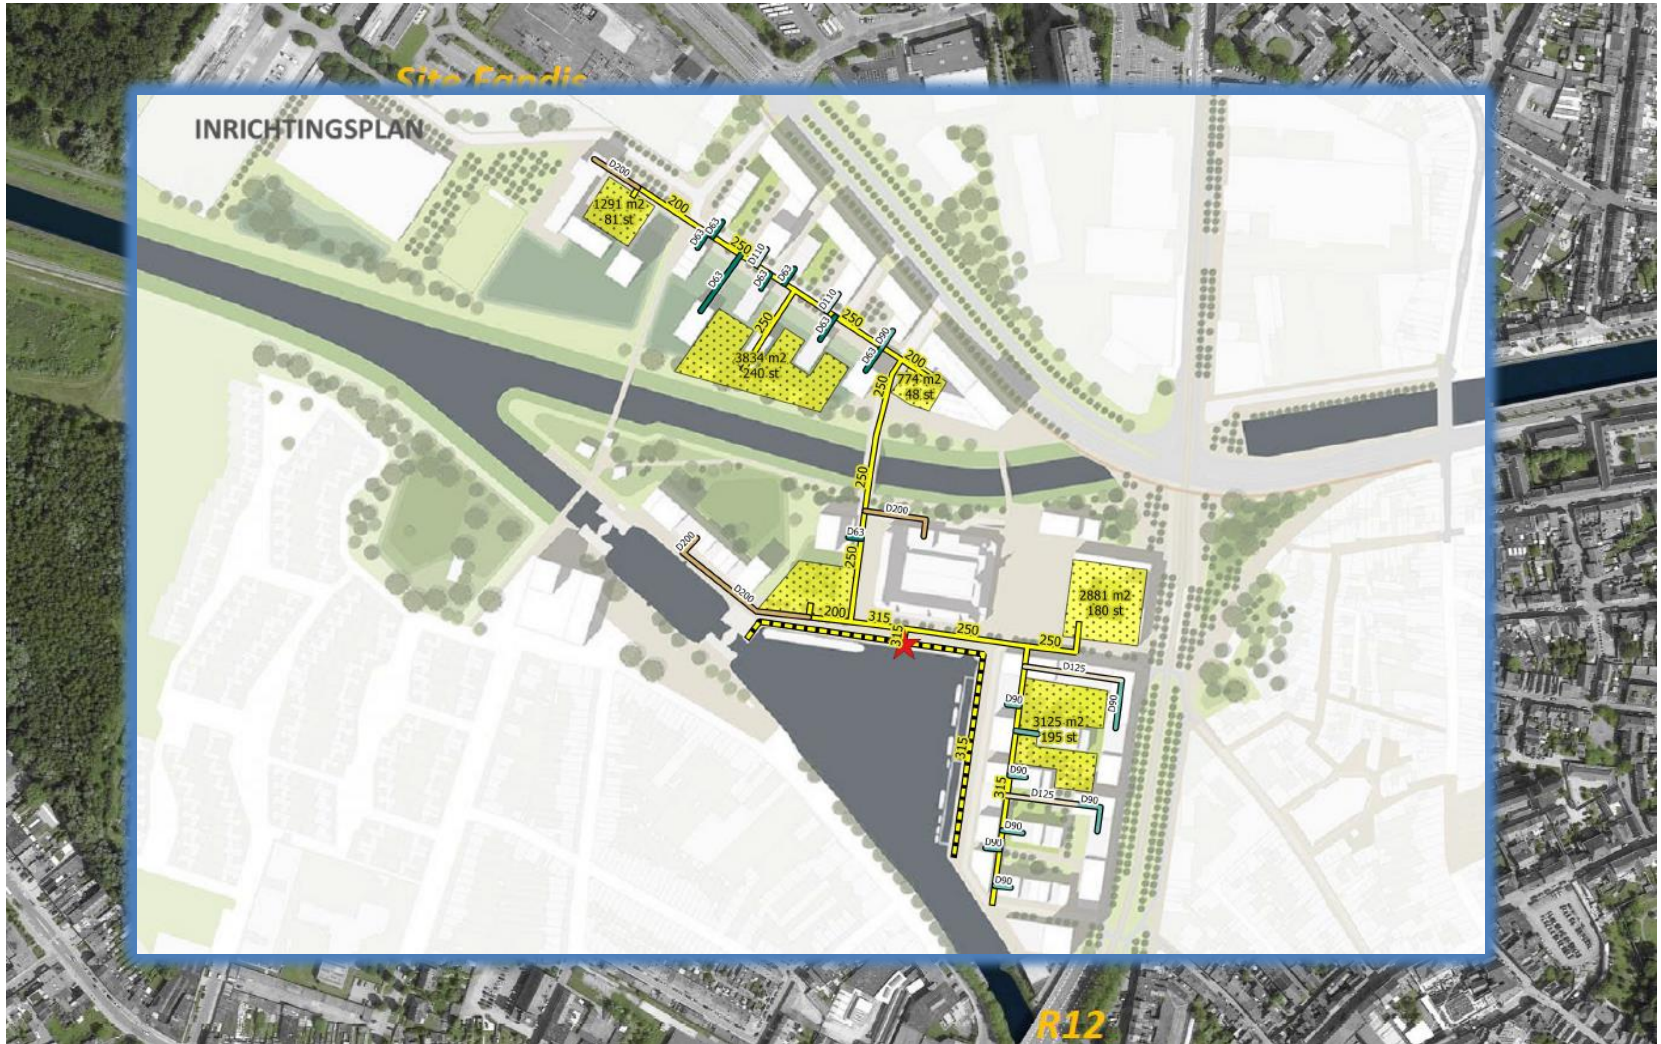 Site Fandis
INRICHTINGSPLAN
D200
1291 m2
81 st
200
D63
D63
250
D110
D63
D63
D63
250
D110
250
D63
D90
D63
200
3834 m2
240 st
774 m2
48 st
250
250
D200
D63
250
D200
D200
200
315
315
250
250
2881 m2
180 st
D125
D90
D90
3125 m2
195 st
315
D90
315
D125
D90
D90
D90
D90
R12